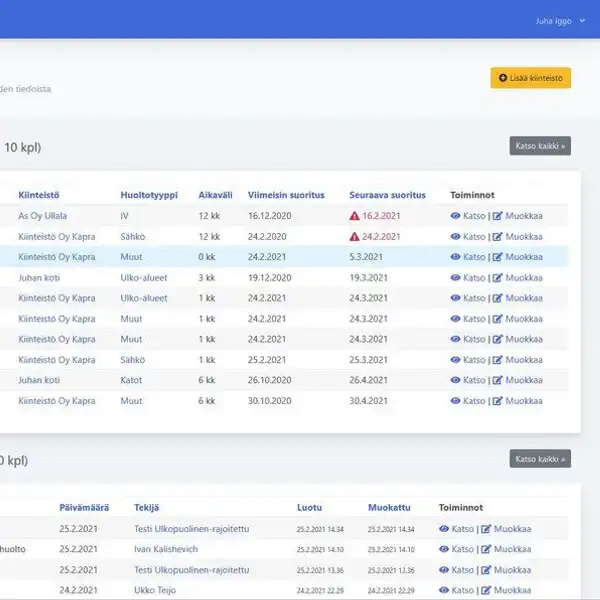 Juha Iggo
Lisää kiinteistö
den tiedoista.
10 kpl)
Katso kaikki »
Kiinteistö Huoltotyyppi Aikaväli Viimeisin suoritus Seuraava suoritus Toiminnot
As Oy Ullala IV 12 kk 16.12.2020 16.2.2021 Katso | Muokkaa
Kiinteistö Oy Kapra Sähkö 12 kk 24.2.2020 24.2.2021 Katso | Muokkaa
Kiinteistö Oy Kapra Muut 0 kk 24.2.2021 5.3.2021 Katso | Muokkaa
Juhan koti Ulko-alueet 3 kk 19.12.2020 19.3.2021 Katso | Muokkaa
Kiinteistö Oy Kapra Ulko-alueet 1 kk 24.2.2021 24.3.2021 Katso | Muokkaa
Kiinteistö Oy Kapra Muut 1 kk 24.2.2021 24.3.2021 Katso | Muokkaa
Kiinteistö Oy Kapra Muut 1 kk 24.2.2021 24.3.2021 Katso | Muokkaa
Kiinteistö Oy Kapra Sähkö 1 kk 25.2.2021 25.3.2021 Katso | Muokkaa
Juhan koti Katot 6 kk 26.10.2020 26.4.2021 Katso | Muokkaa
Kiinteistö Oy Kapra Muut 6 kk 30.10.2020 30.4.2021 Katso | Muokkaa
0 kpl)
Katso kaikki »
Päivämäärä Tekijä Luotu Muokattu Toiminnot
25.2.2021 Testi Ulkopuolinen-rajoitettu 25.2.2021 14.34 25.2.2021 14.34 Katso | Muokkaa
huolto 25.2.2021 Ivan Kalishevich 25.2.2021 14.10 25.2.2021 14.10 Katso | Muokkaa
25.2.2021 Testi Ulkopuolinen-rajoitettu 25.2.2021 13.36 25.2.2021 13.36 Katso | Muokkaa
24.2.2021 Ukko Teijo 24.2.2021 22.29 24.2.2021 22.29 Katso | Muokkaa